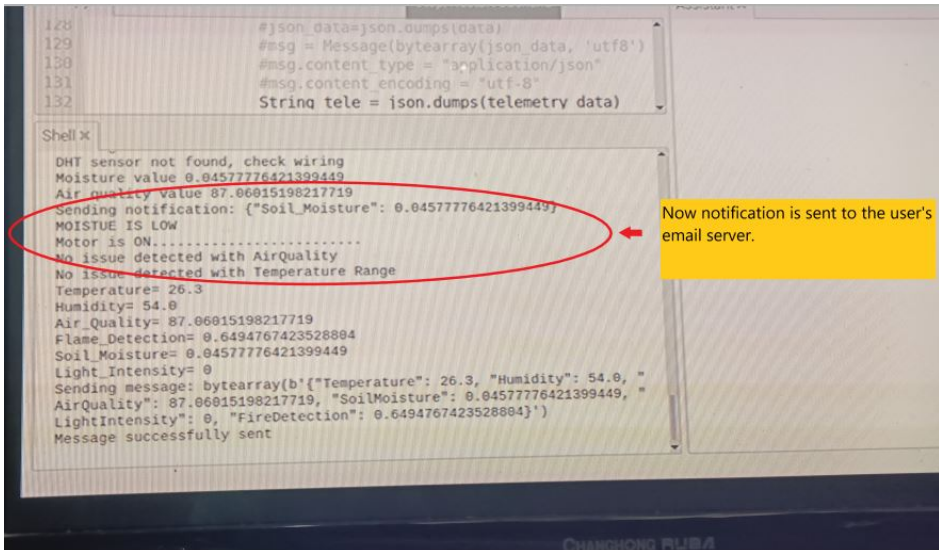 128 #json_data=json.dumps(data)
129 #msg = Message(bytearray(json_data, 'utf8')
130 #msg.content_type = "application/json"
131 #msg.content_encoding = "utf-8"
132 String tele = json.dumps(telemetry data)
Shell ×
DHT sensor not found, check wiring
Moisture value 0.04577776421399449
Air quality value 87.06015198217719
Sending notification: {"Soil_Moisture": 0.04577776421399449}
MOISTUE IS LOW
Motor is ON.........................
No issue detected with AirQuality
No issue detected with Temperature Range
Temperature= 26.3
Humidity= 54.0
Air_Quality= 87.06015198217719
Flame_Detection= 0.6494767423528804
Soil_Moisture= 0.04577776421399449
Light_Intensity= 0
Sending message: bytearray(b'{"Temperature": 26.3, "Humidity": 54.0, "
AirQuality": 87.06015198217719, "SoilMoisture": 0.04577776421399449, "
LightIntensity": 0, "FireDetection": 0.6494767423528804}')
Message successfully sent
Now notification is sent to the user's
email server.
CHANGHONG RUBA